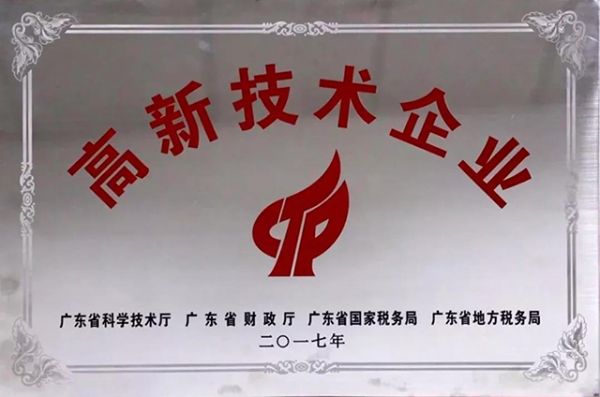 高新技术企业
CTP
广东省科学技术厅 广东省财政厅 广东省国家税务局 广东省地方税务局
二〇一七年